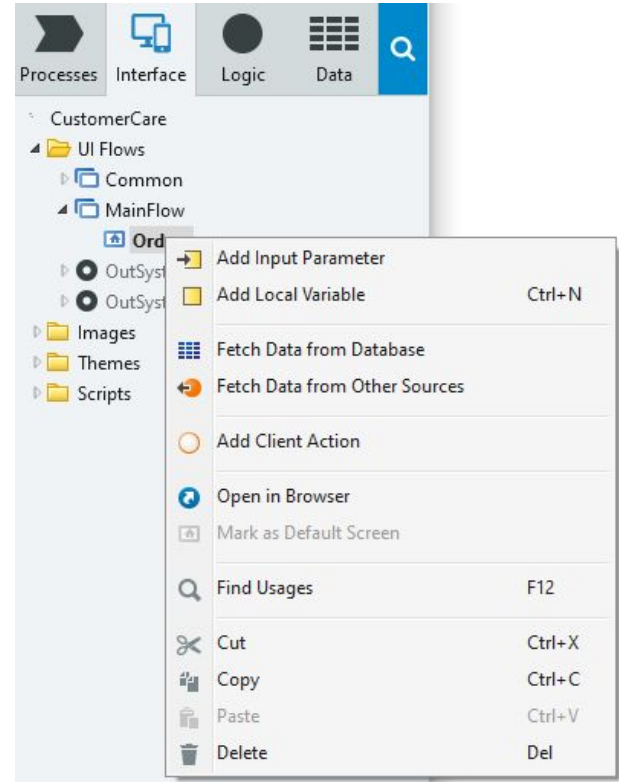 Processes Interface Logic Data
CustomerCare
UI Flows
Common
MainFlow
Ord
OutSyst
OutSyst
Images
Themes
Scripts
Add Input Parameter
Add Local Variable Ctrl+N
Fetch Data from Database
Fetch Data from Other Sources
Add Client Action
Open in Browser
Mark as Default Screen
Find Usages F12
Cut Ctrl+X
Copy Ctrl+C
Paste Ctrl+V
Delete Del